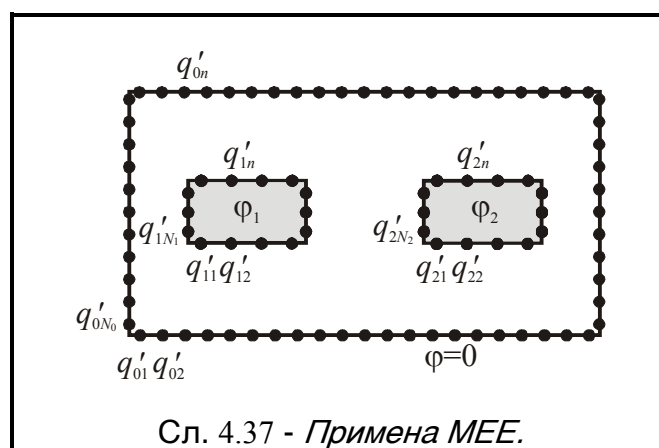 q′₀ₙ
q′₁ₙ q′₂ₙ
φ₁ φ₂
q′₁N₁ q′₂N₂
q′₁₁ q′₁₂ q′₂₁ q′₂₂
q′₀N₀
φ=0
q′₀₁ q′₀₂
Сл. 4.37 - Примена МЕЕ.